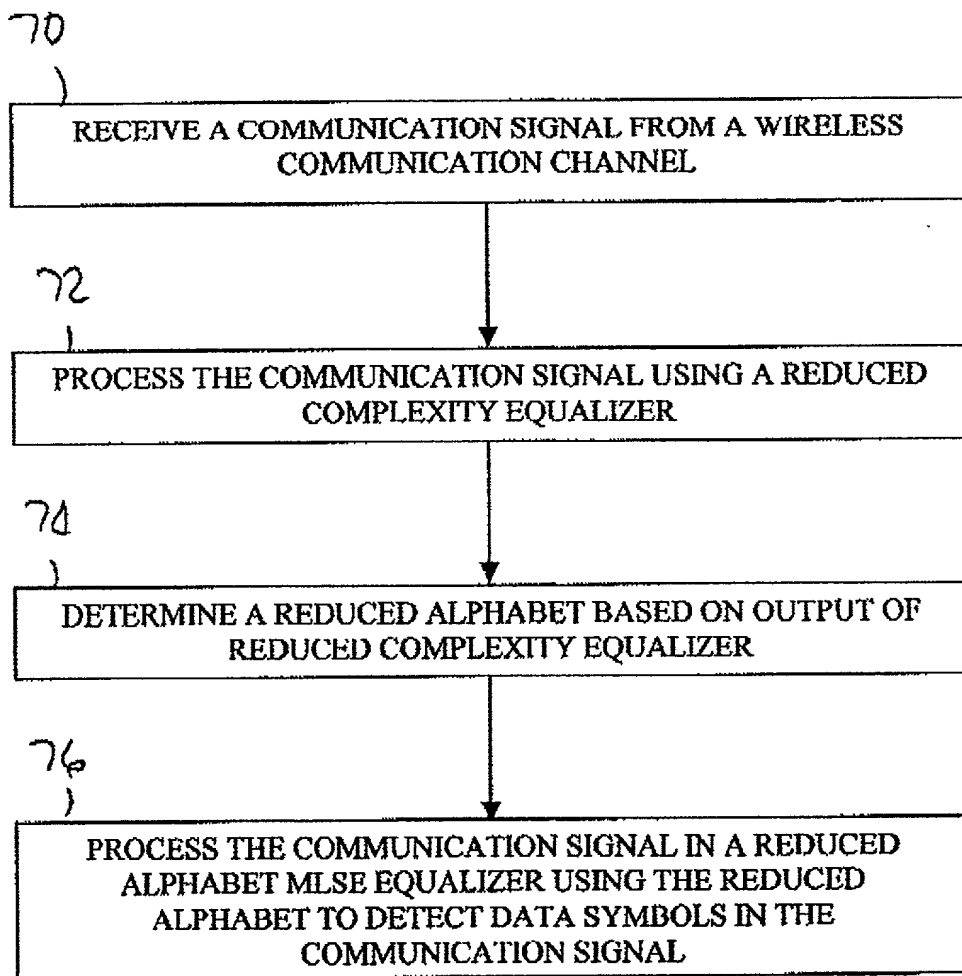 70
RECEIVE A COMMUNICATION SIGNAL FROM A WIRELESS
COMMUNICATION CHANNEL
72
PROCESS THE COMMUNICATION SIGNAL USING A REDUCED
COMPLEXITY EQUALIZER
74
DETERMINE A REDUCED ALPHABET BASED ON OUTPUT OF
REDUCED COMPLEXITY EQUALIZER
76
PROCESS THE COMMUNICATION SIGNAL IN A REDUCED
ALPHABET MLSE EQUALIZER USING THE REDUCED
ALPHABET TO DETECT DATA SYMBOLS IN THE
COMMUNICATION SIGNAL